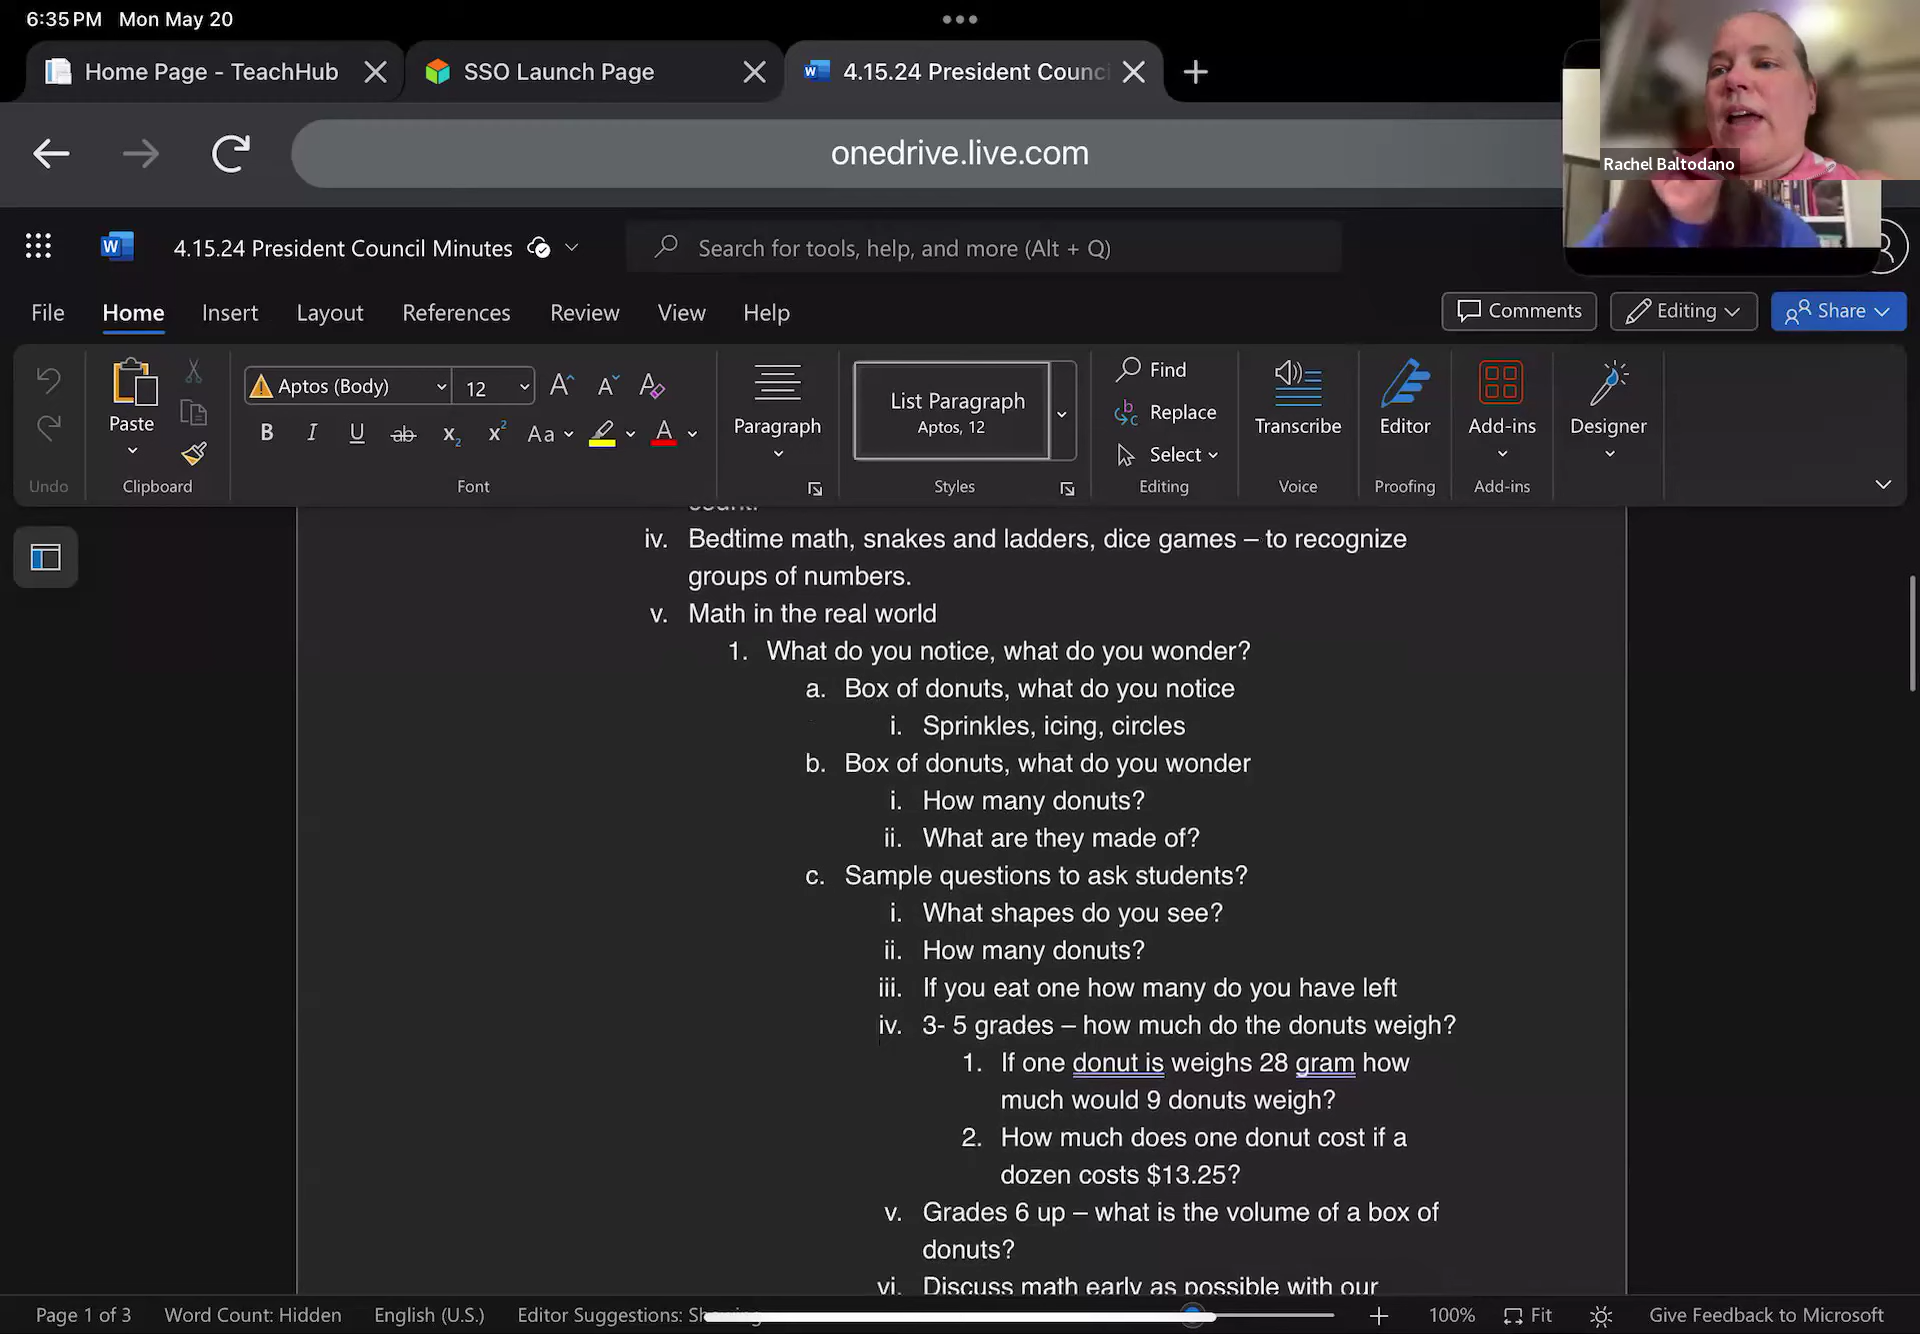 6:35 PM Mon May 20
Home Page - TeachHub
SSO Launch Page
4.15.24 President Counci
onedrive.live.com
Rachel Baltodano
4.15.24 President Council Minutes
Search for tools, help, and more (Alt + Q)
File Home Insert Layout References Review View Help
Comments Editing Share
Aptos (Body) 12
List Paragraph
Aptos, 12
Find
Replace
Select
Paste
Paragraph
Transcribe
Editor
Add-ins
Designer
Undo Clipboard Font Styles Editing Voice Proofing Add-ins
iv. Bedtime math, snakes and ladders, dice games – to recognize
groups of numbers.
v. Math in the real world
1. What do you notice, what do you wonder?
a. Box of donuts, what do you notice
i. Sprinkles, icing, circles
b. Box of donuts, what do you wonder
i. How many donuts?
ii. What are they made of?
c. Sample questions to ask students?
i. What shapes do you see?
ii. How many donuts?
iii. If you eat one how many do you have left
iv. 3- 5 grades – how much do the donuts weigh?
1. If one donut is weighs 28 gram how
much would 9 donuts weigh?
2. How much does one donut cost if a
dozen costs $13.25?
v. Grades 6 up – what is the volume of a box of
donuts?
vi. Discuss math early as possible with our
Page 1 of 3 Word Count: Hidden English (U.S.) Editor Suggestions: 100% Fit Give Feedback to Microsoft